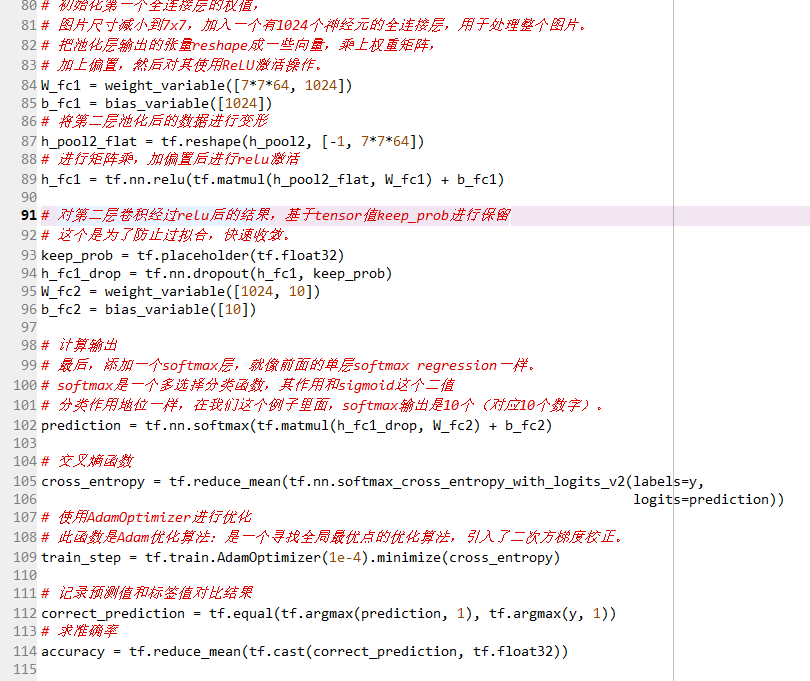 80 # 初始化第一个全连接层的权值，
81 # 图片尺寸减小到7x7，加入一个有1024个神经元的全连接层，用于处理整个图片。
82 # 把池化层输出的张量reshape成一些向量，乘上权重矩阵，
83 # 加上偏置，然后对其使用ReLU激活操作。
84 W_fc1 = weight_variable([7*7*64, 1024])
85 b_fc1 = bias_variable([1024])
86 # 将第二层池化后的数据进行变形
87 h_pool2_flat = tf.reshape(h_pool2, [-1, 7*7*64])
88 # 进行矩阵乘，加偏置后进行relu激活
89 h_fc1 = tf.nn.relu(tf.matmul(h_pool2_flat, W_fc1) + b_fc1)
90
91 # 对第二层卷积经过relu后的结果，基于tensor值keep_prob进行保留
92 # 这个是为了防止过拟合，快速收敛。
93 keep_prob = tf.placeholder(tf.float32)
94 h_fc1_drop = tf.nn.dropout(h_fc1, keep_prob)
95 W_fc2 = weight_variable([1024, 10])
96 b_fc2 = bias_variable([10])
97
98 # 计算输出
99 # 最后，添加一个softmax层，就像前面的单层softmax regression一样。
100 # softmax是一个多选择分类函数，其作用和sigmoid这个二值
101 # 分类作用地位一样，在我们这个例子里面，softmax输出是10个（对应10个数字）。
102 prediction = tf.nn.softmax(tf.matmul(h_fc1_drop, W_fc2) + b_fc2)
103
104 # 交叉熵函数
105 cross_entropy = tf.reduce_mean(tf.nn.softmax_cross_entropy_with_logits_v2(labels=y,
106 logits=prediction))
107 # 使用AdamOptimizer进行优化
108 # 此函数是Adam优化算法：是一个寻找全局最优点的优化算法，引入了二次方梯度校正。
109 train_step = tf.train.AdamOptimizer(1e-4).minimize(cross_entropy)
110
111 # 记录预测值和标签值对比结果
112 correct_prediction = tf.equal(tf.argmax(prediction, 1), tf.argmax(y, 1))
113 # 求准确率
114 accuracy = tf.reduce_mean(tf.cast(correct_prediction, tf.float32))
115